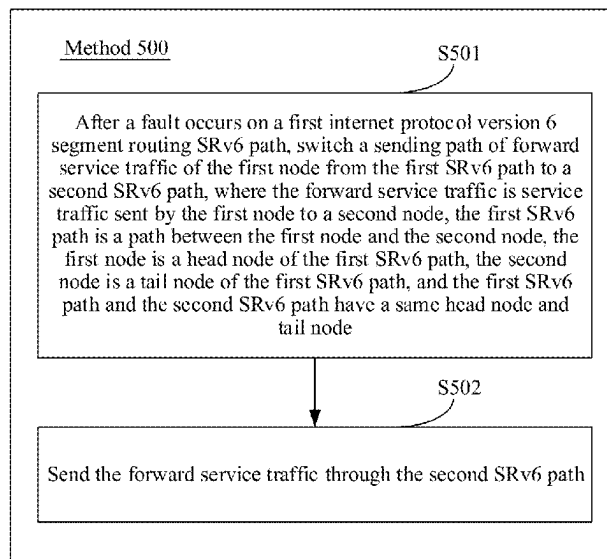 Method 500
S501
After a fault occurs on a first internet protocol version 6
segment routing SRv6 path, switch a sending path of forward
service traffic of the first node from the first SRv6 path to a
second SRv6 path, where the forward service traffic is service
traffic sent by the first node to a second node, the first SRv6
path is a path between the first node and the second node, the
first node is a head node of the first SRv6 path, the second
node is a tail node of the first SRv6 path, and the first SRv6
path and the second SRv6 path have a same head node and
tail node
S502
Send the forward service traffic through the second SRv6 path